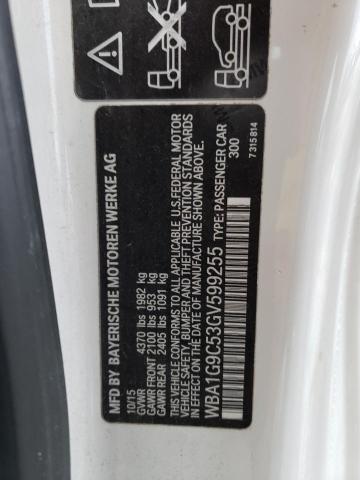 MFD BY BAYERISCHE MOTOREN WERKE AG
10/15
GVWR 4370 lbs 1982 kg
GAWR FRONT 2100 lbs 953 kg
GAWR REAR 2405 lbs 1091 kg
THIS VEHICLE CONFORMS TO ALL APPLICABLE U.S. FEDERAL MOTOR
VEHICLE SAFETY, BUMPER AND THEFT PREVENTION STANDARDS
IN EFFECT ON THE DATE OF MANUFACTURE SHOWN ABOVE.
WBA1G9C53GV599255 TYPE: PASSENGER CAR
300
7 315 814